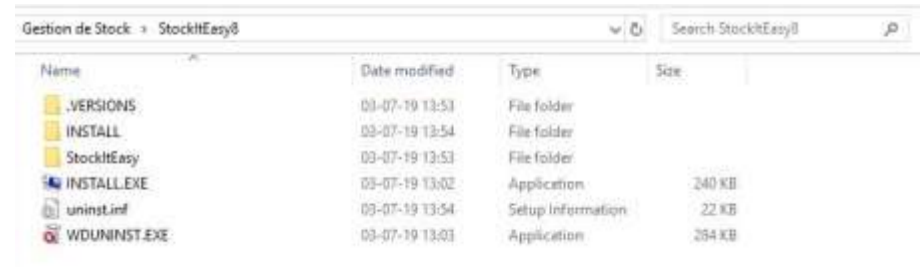 Gestion de Stock › StockItEasy8 Search StockItEasy8
Name Date modified Type Size
.VERSIONS 03-07-19 13:53 File folder
INSTALL 03-07-19 13:54 File folder
StockItEasy 03-07-19 13:53 File folder
INSTALL.EXE 03-07-19 13:02 Application 240 KB
uninst.inf 03-07-19 13:54 Setup Information 22 KB
WDUNINST.EXE 03-07-19 13:03 Application 284 KB